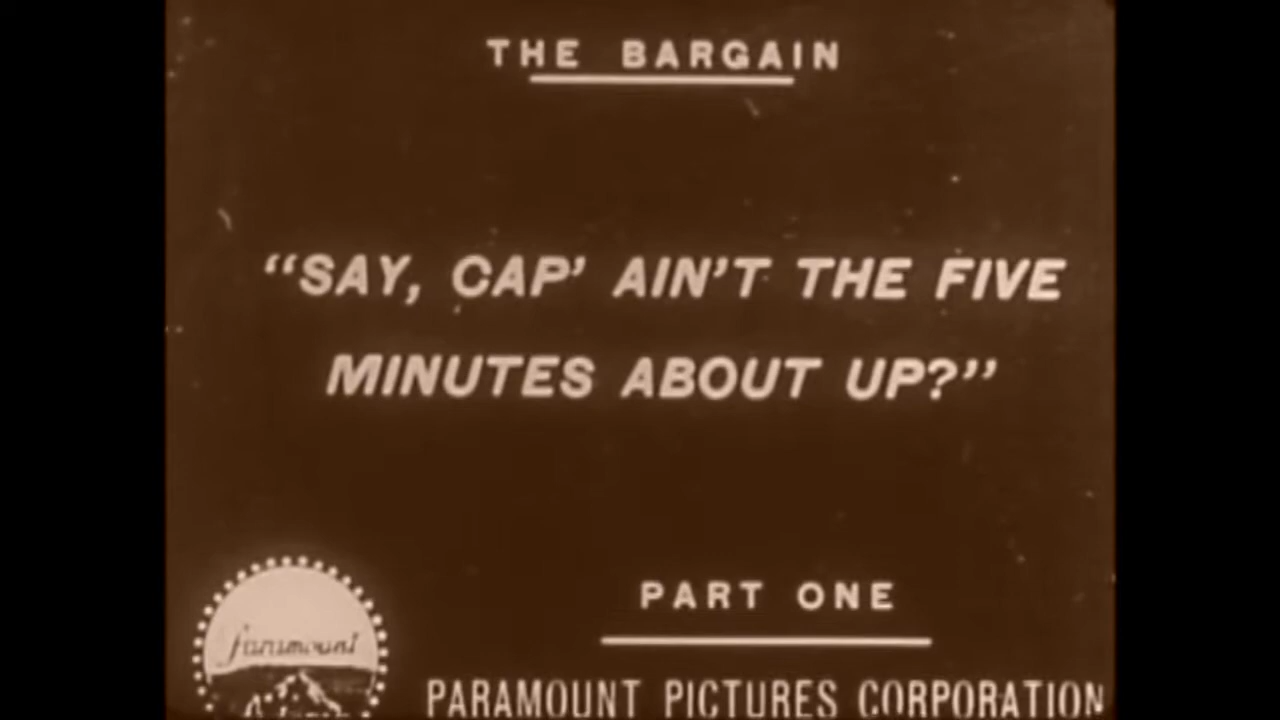 THE BARGAIN
“SAY, CAP’ AIN’T THE FIVE
MINUTES ABOUT UP?”
PART ONE
Paramount
PARAMOUNT PICTURES CORPORATION